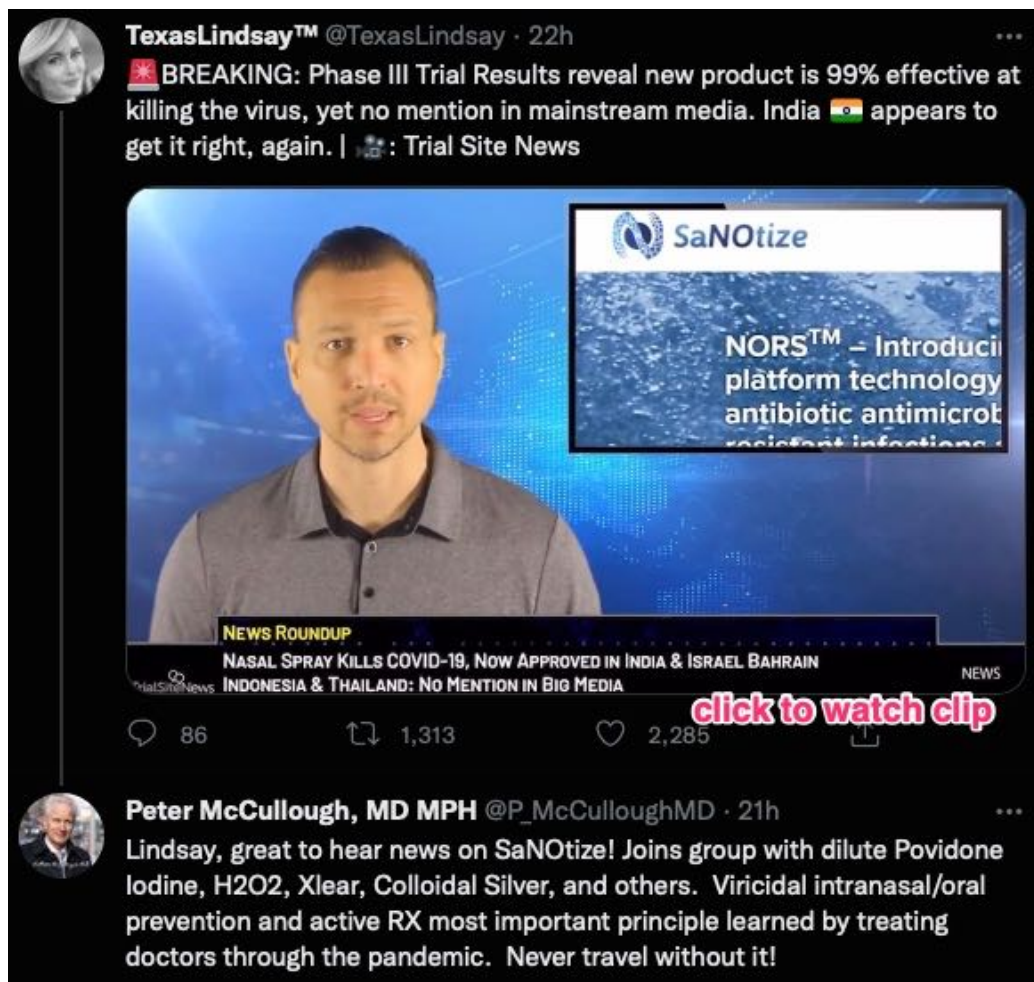 TexasLindsay™ @TexasLindsay · 22h
🚨BREAKING: Phase III Trial Results reveal new product is 99% effective at
killing the virus, yet no mention in mainstream media. India 🇮🇳 appears to
get it right, again. | 🎥: Trial Site News
SaNOtize
NORS™ – Introduci
platform technology
antibiotic antimicrob
resistant infections
NEWS ROUNDUP
NASAL SPRAY KILLS COVID-19, NOW APPROVED IN INDIA & ISRAEL BAHRAIN
INDONESIA & THAILAND: NO MENTION IN BIG MEDIA
TrialSiteNews
NEWS
click to watch clip
86 1,313 2,285
Peter McCullough, MD MPH @P_McCulloughMD · 21h
Lindsay, great to hear news on SaNOtize! Joins group with dilute Povidone
Iodine, H2O2, Xlear, Colloidal Silver, and others. Viricidal intranasal/oral
prevention and active RX most important principle learned by treating
doctors through the pandemic. Never travel without it!